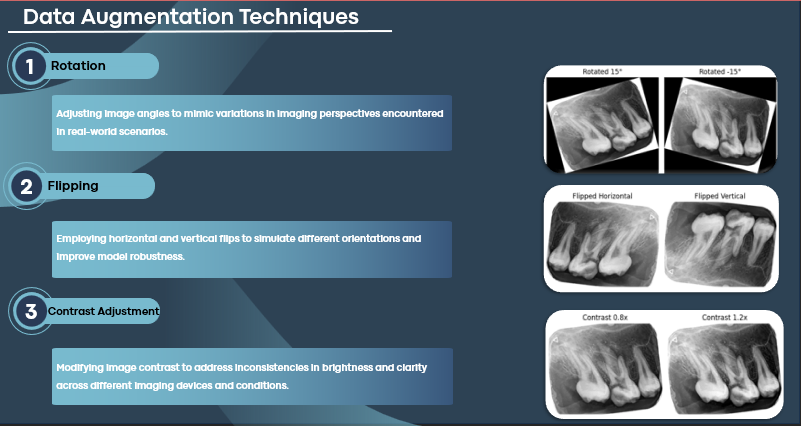 Data Augmentation Techniques
1
Rotation
Adjusting image angles to mimic variations in imaging perspectives encountered
in real-world scenarios.
Rotated 15°
Rotated -15°
2
Flipping
Employing horizontal and vertical flips to simulate different orientations and
improve model robustness.
Flipped Horizontal
Flipped Vertical
3
Contrast Adjustment
Modifying image contrast to address inconsistencies in brightness and clarity
across different imaging devices and conditions.
Contrast 0.8x
Contrast 1.2x